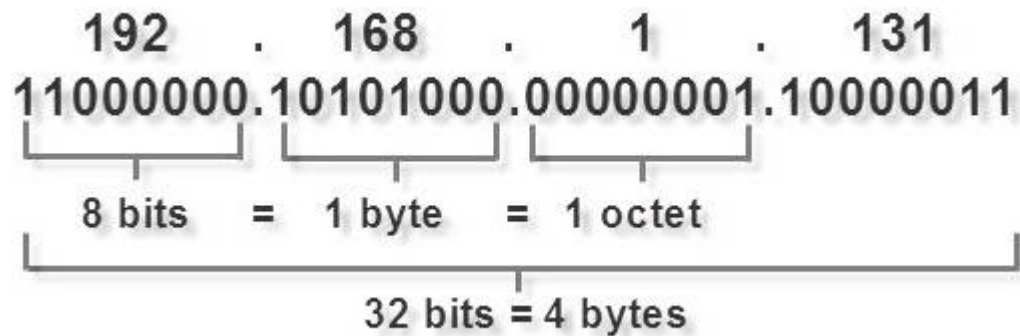 192 . 168 . 1 . 131
11000000.10101000.00000001.10000011
8 bits = 1 byte = 1 octet
32 bits = 4 bytes